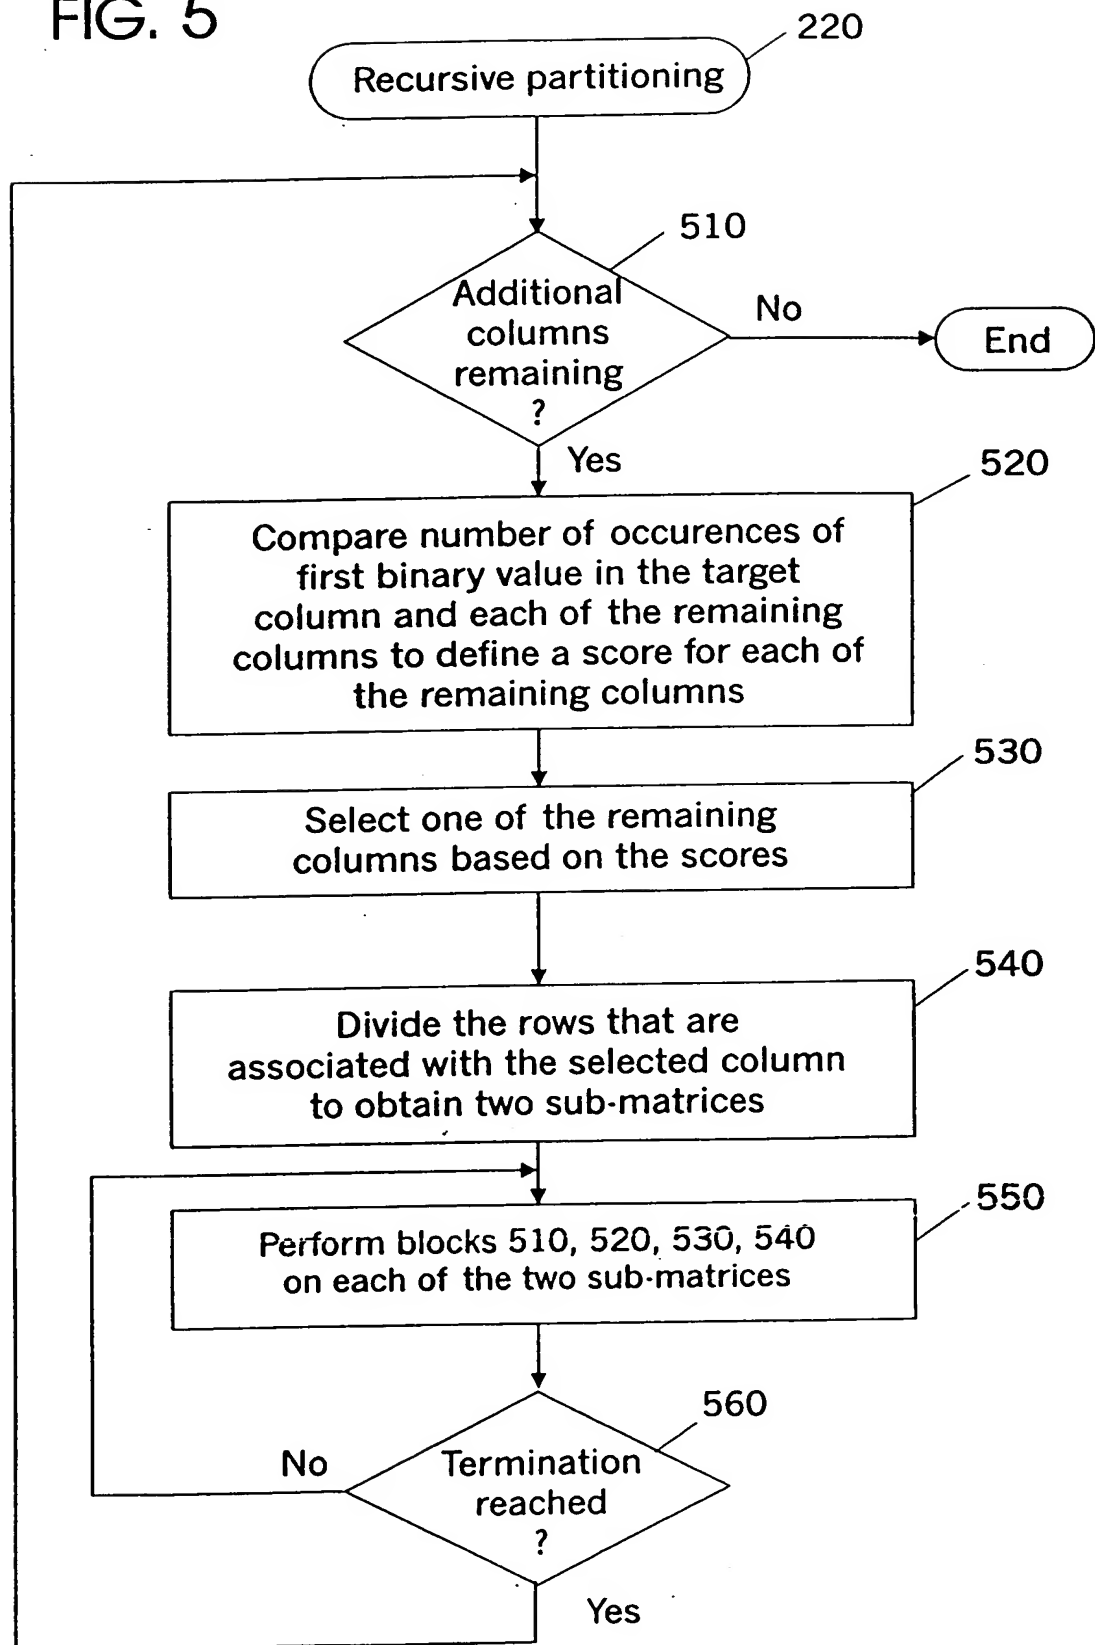 FIG. 5
220
Recursive partitioning
510
Additional
columns
remaining
?
No
End
Yes
520
Compare number of occurences of
first binary value in the target
column and each of the remaining
columns to define a score for each of
the remaining columns
530
Select one of the remaining
columns based on the scores
540
Divide the rows that are
associated with the selected column
to obtain two sub-matrices
550
Perform blocks 510, 520, 530, 540
on each of the two sub-matrices
560
No
Termination
reached
?
Yes